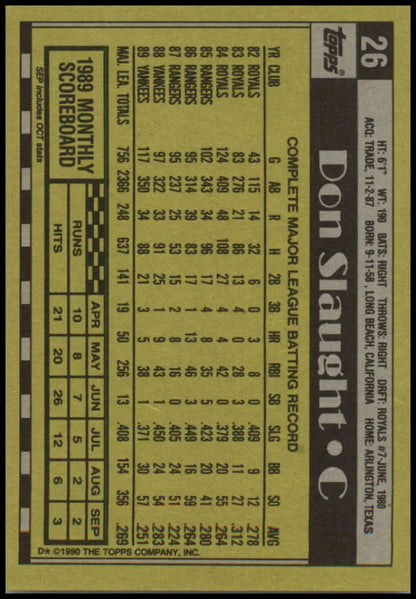 26
Topps®
Don Slaught • C
HT: 6'1" WT: 190 BATS: RIGHT THROWS: RIGHT DRFT: ROYALS #7-JUNE, 1980
ACQ: TRADE, 11-2-87 BORN: 9-11-58, LONG BEACH, CALIFORNIA HOME: ARLINGTON, TEXAS
COMPLETE MAJOR LEAGUE BATTING RECORD
YR CLUB G AB R H 2B 3B HR RBI SB SLG BB SO AVG
82 ROYALS 43 115 14 32 6 0 3 8 0 .409 9 12 .278
83 ROYALS 83 276 21 86 13 4 0 28 3 .388 11 27 .312
84 ROYALS 124 409 48 108 27 4 4 42 0 .379 20 55 .264
85 RANGERS 102 343 34 96 17 4 8 35 5 .423 20 41 .280
86 RANGERS 95 314 39 83 17 1 13 46 3 .449 16 59 .264
87 RANGERS 95 237 25 53 15 2 8 16 0 .405 24 51 .224
88 YANKEES 97 322 33 91 25 1 9 43 1 .450 24 54 .283
89 YANKEES 117 350 34 88 21 3 5 38 1 .371 30 57 .251
MAJ. LEA. TOTALS 756 2366 248 637 141 19 50 256 13 .408 154 356 .269
1989 MONTHLY
SCOREBOARD
SEP includes OCT stats
APR MAY JUN JUL AUG SEP
RUNS 10 8 7 5 2 2
HITS 21 20 26 12 6 3
D* ©1990 THE TOPPS COMPANY, INC.